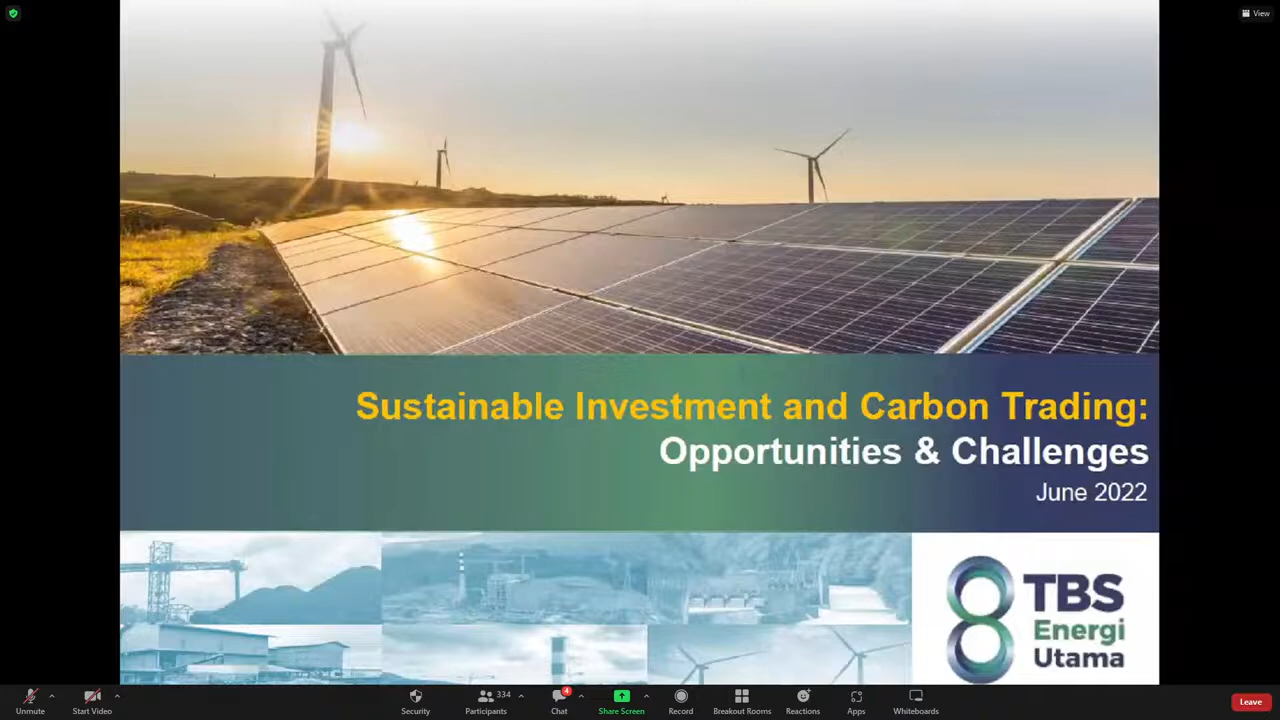 View
Sustainable Investment and Carbon Trading:
Opportunities & Challenges
June 2022
TBS
Energi
Utama
334
4
Unmute
Start Video
Security
Participants
Chat
Share Screen
Record
Breakout Rooms
Reactions
Apps
Whiteboards
Leave